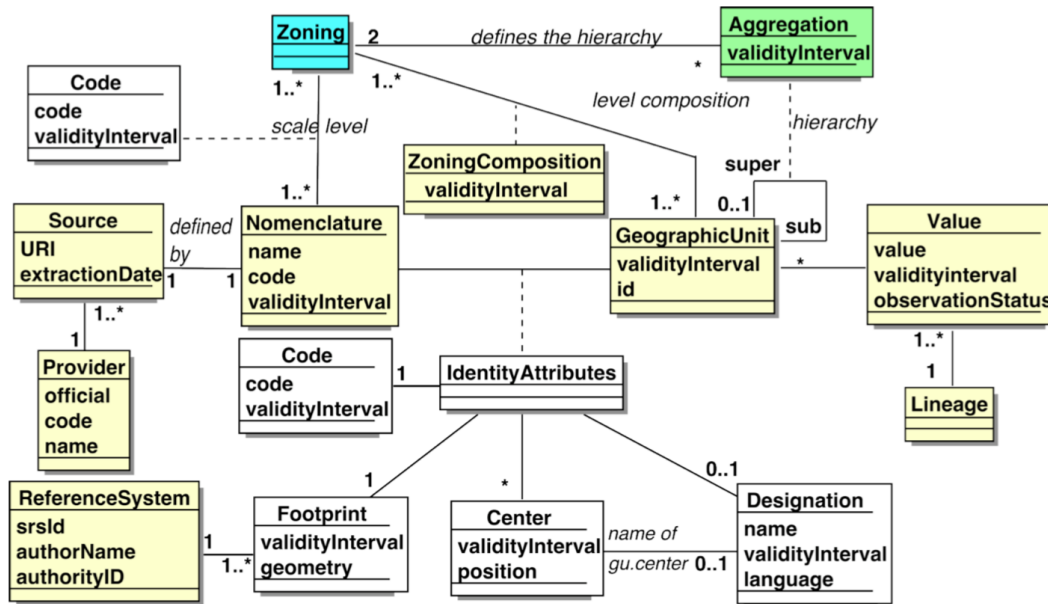 Zoning
2
defines the hierarchy
*
Aggregation
validityInterval
1..*
1..*
level composition
hierarchy
Code
code
validityInterval
scale level
ZoningComposition
validityInterval
super
0..1
sub
1..*
1..*
Source
URI
extractionDate
defined
by
1
1
Nomenclature
name
code
validityInterval
GeographicUnit
validityInterval
id
*
Value
value
validityinterval
observationStatus
1..*
1
Provider
official
code
name
Code
code
validityInterval
1
IdentityAttributes
1..*
1
Lineage
ReferenceSystem
srsId
authorName
authorityID
1
1..*
1
Footprint
validityInterval
geometry
*
Center
validityInterval
position
name of
gu.center
0..1
0..1
Designation
name
validityInterval
language